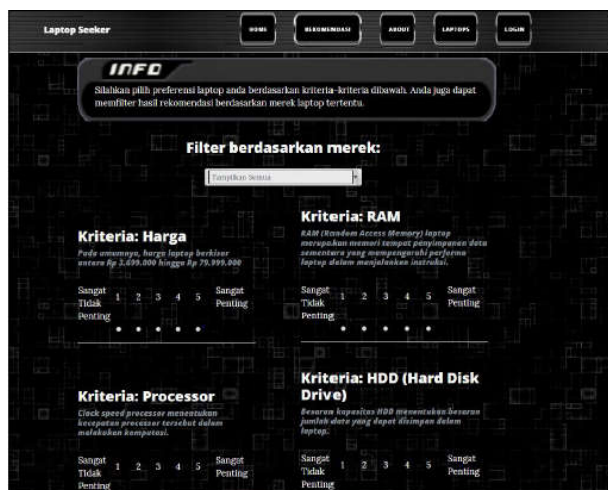 Laptop Seeker
HOME
REKOMENDASI
ABOUT
LAPTOPS
LOGIN
INFO
Silahkan pilih preferensi laptop anda berdasarkan kriteria-kriteria dibawah. Anda juga dapat
memfilter hasil rekomendasi berdasarkan merek laptop tertentu.
Filter berdasarkan merek:
Tampilkan Semua
Kriteria: Harga
Pada umumnya, harga laptop berkisar
antara Rp 3.699.000 hingga Rp 79.999.000
Sangat
Tidak
Penting
1 2 3 4 5
Sangat
Penting
Kriteria: RAM
RAM (Random Access Memory) laptop
merupakan memori tempat penyimpanan data
sementara yang mempengaruhi performa
laptop dalam menjalankan instruksi.
Sangat
Tidak
Penting
1 2 3 4 5
Sangat
Penting
Kriteria: Processor
Clock speed processor menentukan
kecepatan processor tersebut dalam
melakukan komputasi.
Sangat
Tidak
Penting
1 2 3 4 5
Sangat
Penting
Kriteria: HDD (Hard Disk
Drive)
Besaran kapasitas HDD menentukan besaran
jumlah data yang dapat disimpan dalam
laptop.
Sangat
Tidak
Penting
1 2 3 4 5
Sangat
Penting